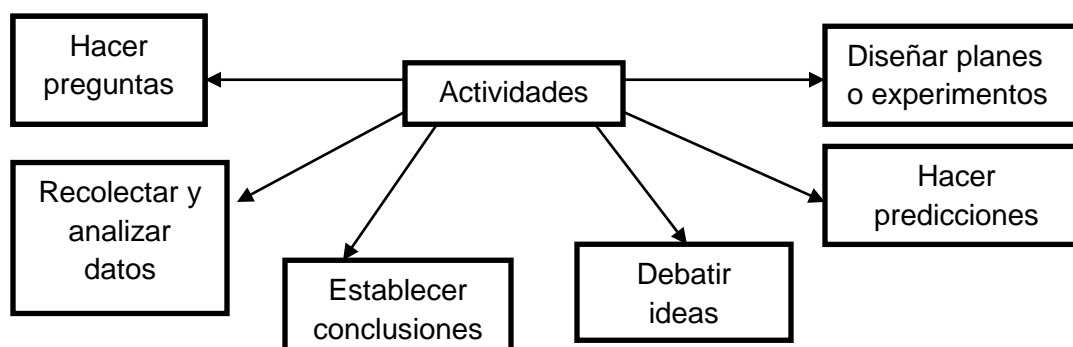 Hacer
preguntas
Actividades
Diseñar planes
o experimentos
Recolectar y
analizar
datos
Hacer
predicciones
Establecer
conclusiones
Debatir
ideas